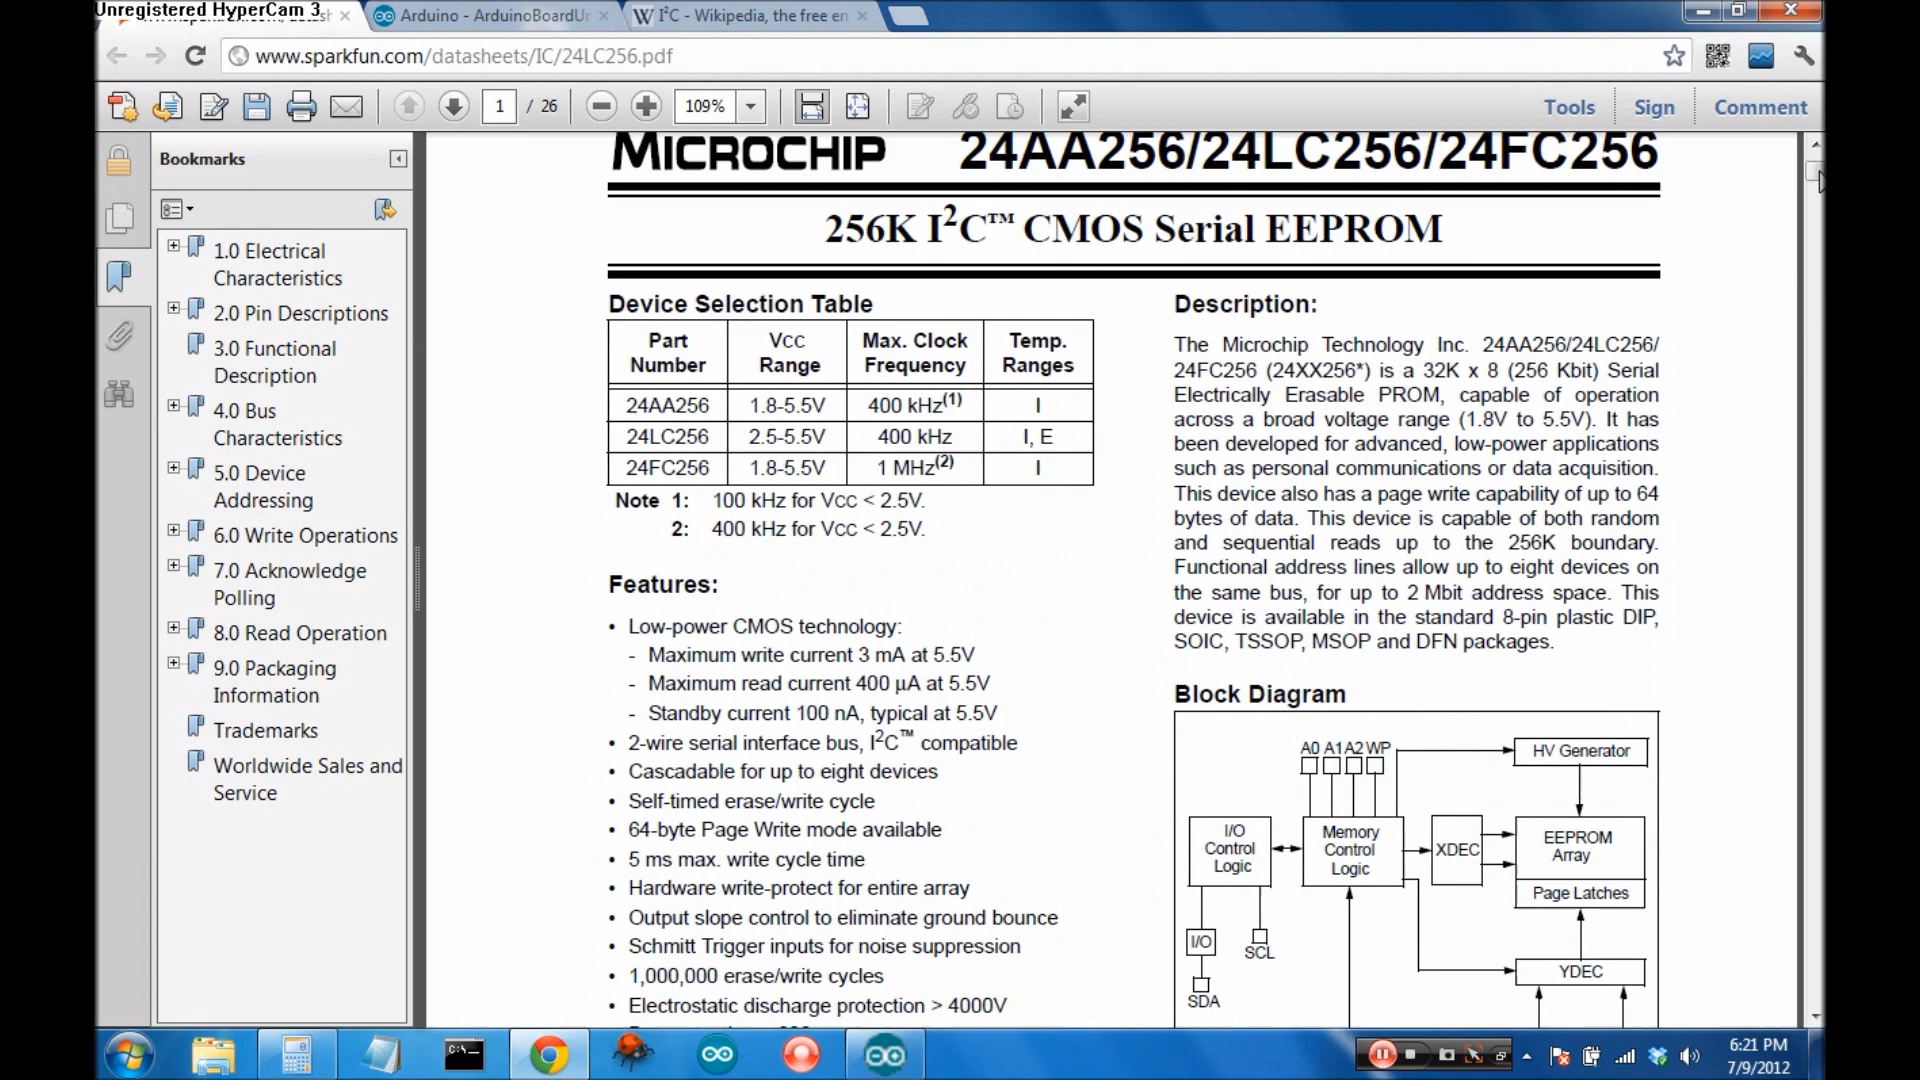 Unregistered HyperCam 3
Arduino - ArduinoBoardUn
I²C - Wikipedia, the free en
www.sparkfun.com/datasheets/IC/24LC256.pdf
1 / 26
109%
Tools
Sign
Comment
Bookmarks
1.0 Electrical
Characteristics
2.0 Pin Descriptions
3.0 Functional
Description
4.0 Bus
Characteristics
5.0 Device
Addressing
6.0 Write Operations
7.0 Acknowledge
Polling
8.0 Read Operation
9.0 Packaging
Information
Trademarks
Worldwide Sales and
Service
MICROCHIP 24AA256/24LC256/24FC256
256K I²C™ CMOS Serial EEPROM
Device Selection Table
Part Number VCC Range Max. Clock Frequency Temp. Ranges
24AA256 1.8-5.5V 400 kHz(1) I
24LC256 2.5-5.5V 400 kHz I, E
24FC256 1.8-5.5V 1 MHz(2) I
Note 1: 100 kHz for VCC < 2.5V.
2: 400 kHz for VCC < 2.5V.
Features:
• Low-power CMOS technology:
- Maximum write current 3 mA at 5.5V
- Maximum read current 400 µA at 5.5V
- Standby current 100 nA, typical at 5.5V
• 2-wire serial interface bus, I²C™ compatible
• Cascadable for up to eight devices
• Self-timed erase/write cycle
• 64-byte Page Write mode available
• 5 ms max. write cycle time
• Hardware write-protect for entire array
• Output slope control to eliminate ground bounce
• Schmitt Trigger inputs for noise suppression
• 1,000,000 erase/write cycles
• Electrostatic discharge protection > 4000V
Description:
The Microchip Technology Inc. 24AA256/24LC256/
24FC256 (24XX256*) is a 32K x 8 (256 Kbit) Serial
Electrically Erasable PROM, capable of operation
across a broad voltage range (1.8V to 5.5V). It has
been developed for advanced, low-power applications
such as personal communications or data acquisition.
This device also has a page write capability of up to 64
bytes of data. This device is capable of both random
and sequential reads up to the 256K boundary.
Functional address lines allow up to eight devices on
the same bus, for up to 2 Mbit address space. This
device is available in the standard 8-pin plastic DIP,
SOIC, TSSOP, MSOP and DFN packages.
Block Diagram
A0 A1 A2 WP
HV Generator
I/O
Control
Logic
Memory
Control
Logic
XDEC
EEPROM
Array
Page Latches
I/O
SCL
SDA
YDEC
C:\
6:21 PM
7/9/2012